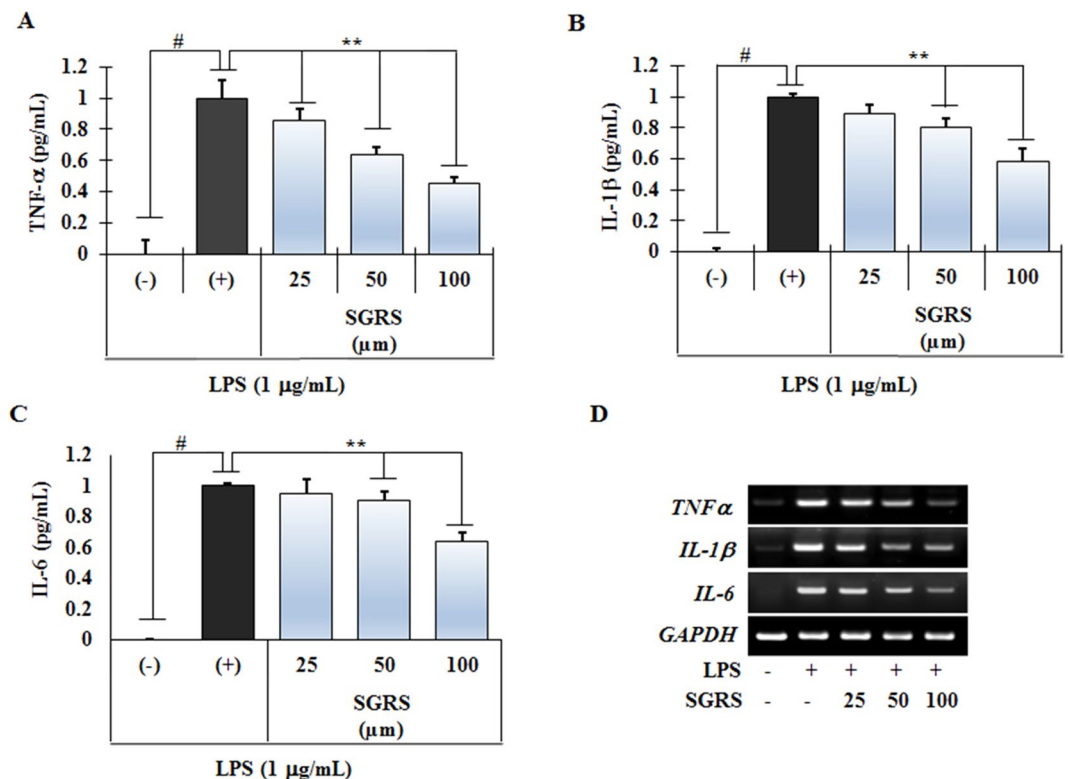 A
# **
1.2
1
0.8
0.6
0.4
0.2
0
TNF-α (pg/mL)
(-) (+) 25 50 100
SGRS
(µm)
LPS (1 µg/mL)
B
# **
1.2
1
0.8
0.6
0.4
0.2
0
IL-1β (pg/mL)
(-) (+) 25 50 100
SGRS
(µm)
LPS (1 µg/mL)
C
# **
1.2
1
0.8
0.6
0.4
0.2
0
IL-6 (pg/mL)
(-) (+) 25 50 100
SGRS
(µm)
LPS (1 µg/mL)
D
TNFα
IL-1β
IL-6
GAPDH
LPS - + + + +
SGRS - - 25 50 100